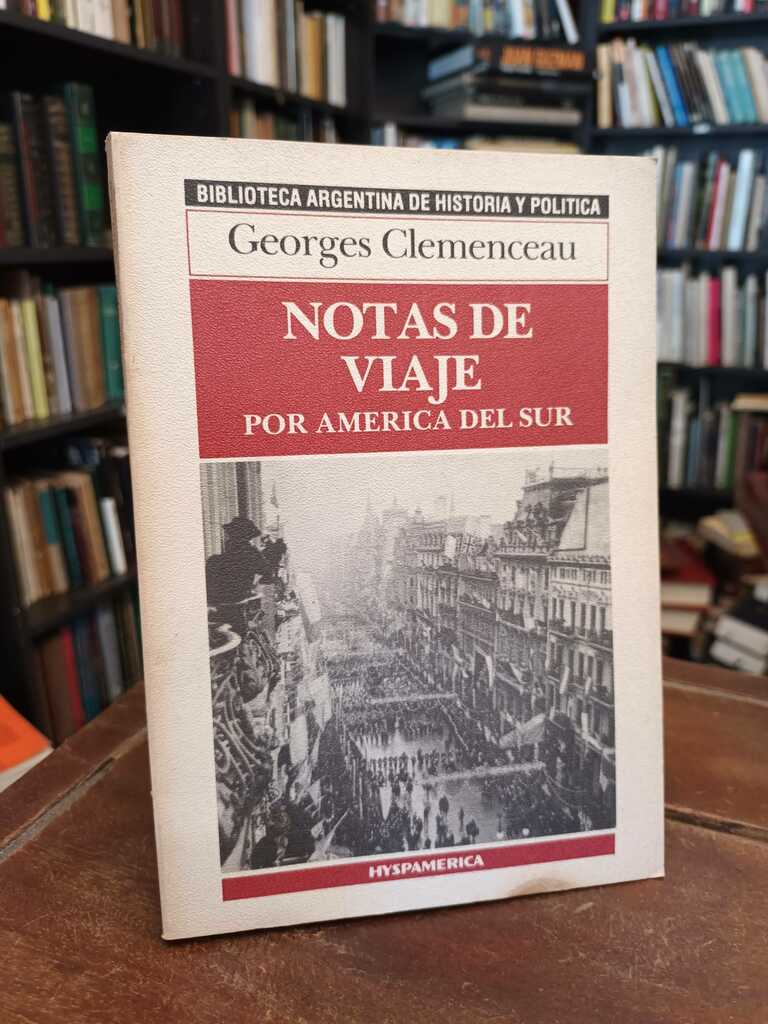 BIBLIOTECA ARGENTINA DE HISTORIA Y POLITICA
Georges Clemenceau
NOTAS DE
VIAJE
POR AMERICA DEL SUR
HYSPAMERICA